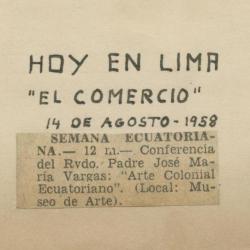 HOY EN LIMA
"EL COMERCIO"
14 DE AGOSTO-1958
SEMANA ECUATORIA-
NA.— 12 m.— Conferencia
del Rvdo. Padre José Ma-
ría Vargas: "Arte Colonial
Ecuatoriano". (Local: Mu-
seo de Arte).